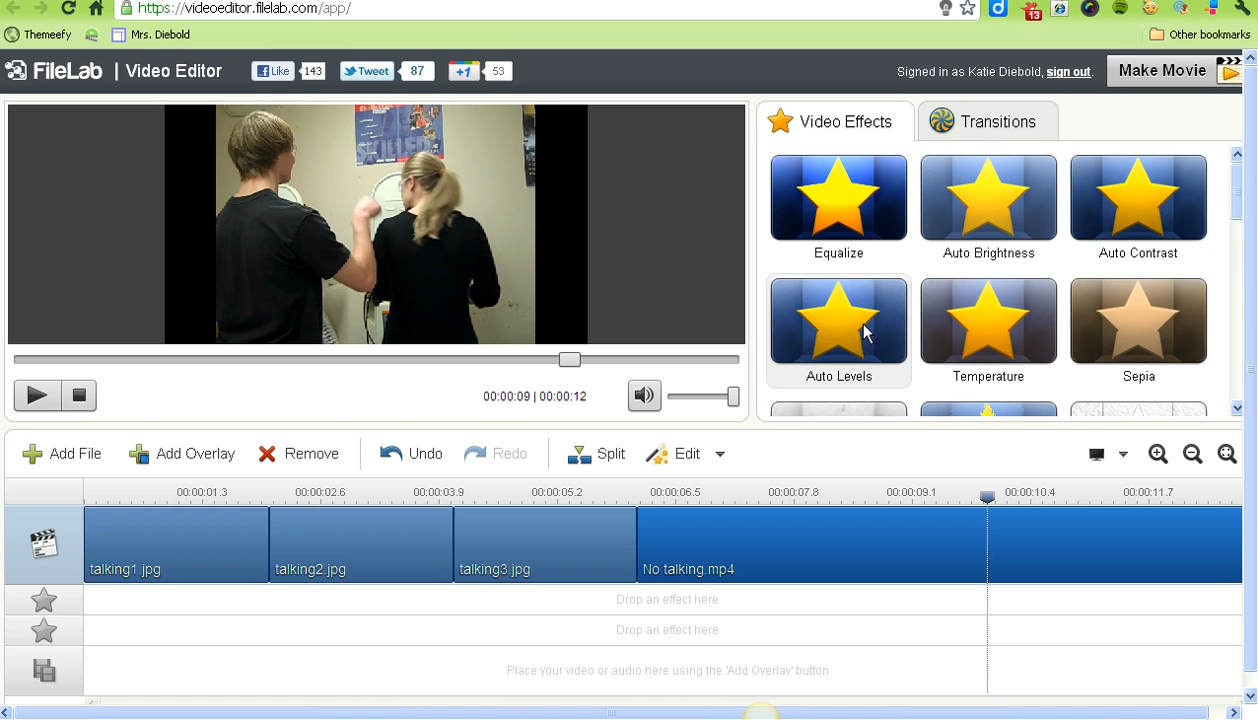 https://videoeditor.filelab.com/app/
13
Themeefy
Mrs. Diebold
Other bookmarks
FileLab | Video Editor
Like 143
Tweet 87
+1 53
Signed in as Katie Diebold, sign out.
Make Movie
Video Effects
Transitions
Equalize
Auto Brightness
Auto Contrast
Auto Levels
Temperature
Sepia
00:00:09 | 00:00:12
Add File
Add Overlay
Remove
Undo
Redo
Split
Edit
00:00:01.3 00:00:02.6 00:00:03.9 00:00:05.2 00:00:06.5 00:00:07.8 00:00:09.1 00:00:10.4 00:00:11.7
talking1.jpg
talking2.jpg
talking3.jpg
No talking.mp4
Drop an effect here
Drop an effect here
Place your video or audio here using the 'Add Overlay' button